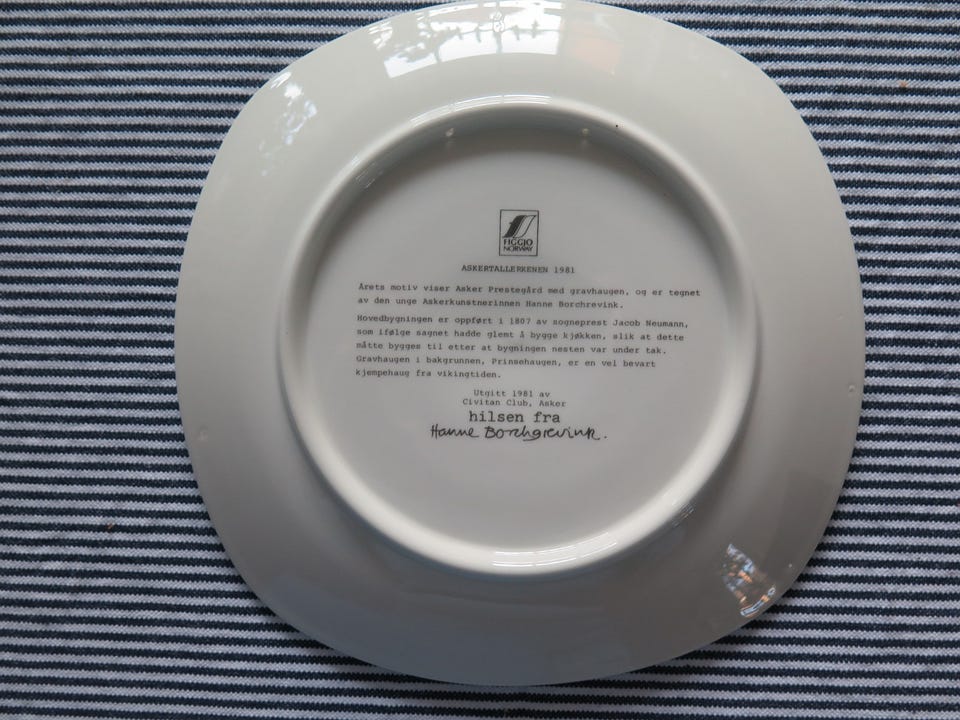 FIGGJO
NORWAY
ASKERTALLERKENEN 1981
Årets motiv viser Asker Prestegård med gravhaugen, og er tegnet
av den unge Askerkunstnerinnen Hanne Borchrevink.
Hovedbygningen er oppført i 1807 av sogneprest Jacob Neumann,
som ifølge sagnet hadde glemt å bygge kjøkken, slik at dette
måtte bygges til etter at bygningen nesten var under tak.
Gravhaugen i bakgrunnen, Prinsehaugen, er en vel bevart
kjempehaug fra vikingtiden.
Utgitt 1981 av
Civitan Club, Asker
hilsen fra
Hanne Borchgrevink.